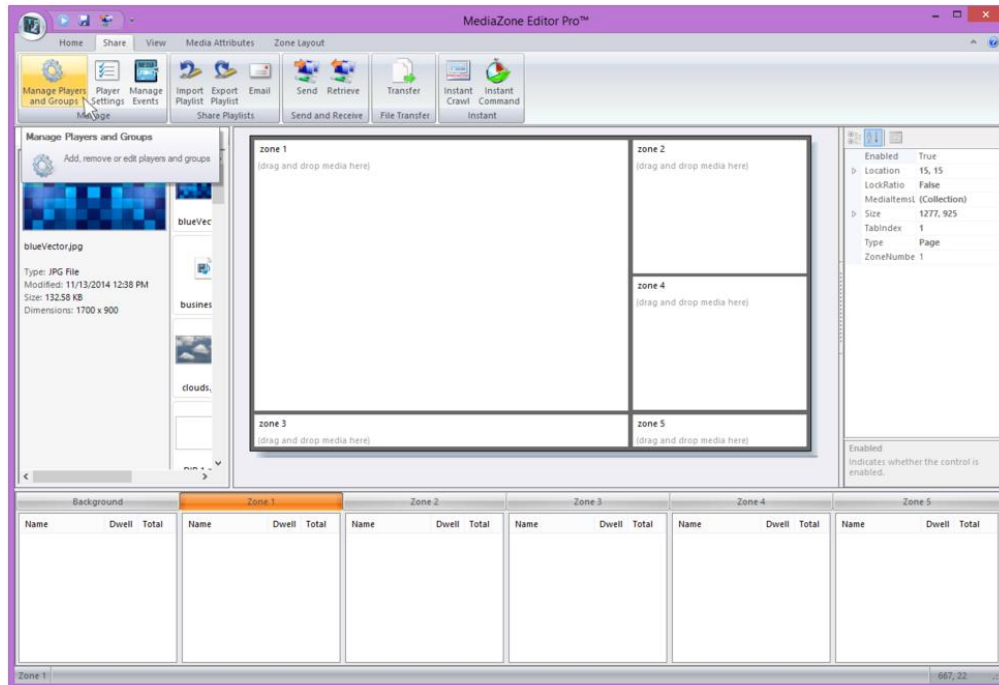 MediaZone Editor Pro™
Home Share View Media Attributes Zone Layout
Manage Players and Groups
Player Settings
Manage Events
Import Playlist
Export Playlist
Email
Send
Retrieve
Transfer
Instant Crawl
Instant Command
Share Playlists
Send and Receive
File Transfer
Instant
Manage Players and Groups
Add, remove or edit players and groups
blueVector.jpg
Type: JPG File
Modified: 11/13/2014 12:38 PM
Size: 132.58 KB
Dimensions: 1700 x 900
blueVec
busines
clouds,
zone 1
(drag and drop media here)
zone 2
(drag and drop media here)
zone 4
(drag and drop media here)
zone 3
(drag and drop media here)
zone 5
(drag and drop media here)
Enabled True
Location 15, 15
LockRatio False
MediaItemsL (Collection)
Size 1277, 925
TabIndex 1
Type Page
ZoneNumbe 1
Enabled
Indicates whether the control is
enabled.
Background Zone 1 Zone 2 Zone 3 Zone 4 Zone 5
Name Dwell Total Name Dwell Total Name Dwell Total Name Dwell Total Name Dwell Total Name Dwell Total
Zone 1
667, 22